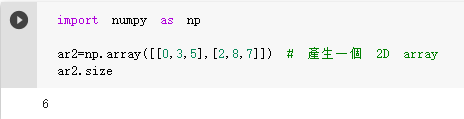 import numpy as np
ar2=np.array([[0,3,5],[2,8,7]]) # 產生一個 2D array
ar2.size
6